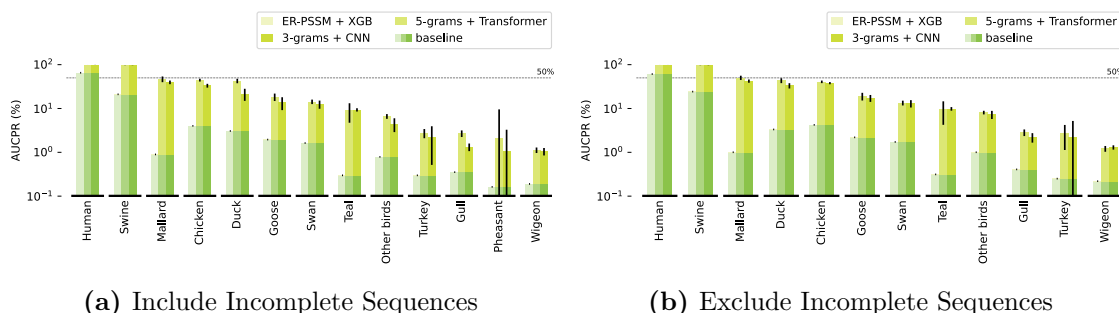 ER-PSSM + XGB
3-grams + CNN
5-grams + Transformer
baseline
10²
10¹
10⁰
10⁻¹
AUCPR (%)
50%
Human
Swine
Mallard
Chicken
Duck
Goose
Swan
Teal
Other birds
Turkey
Gull
Pheasant
Wigeon
(a) Include Incomplete Sequences
ER-PSSM + XGB
3-grams + CNN
5-grams + Transformer
baseline
10²
10¹
10⁰
10⁻¹
AUCPR (%)
50%
Human
Swine
Mallard
Duck
Chicken
Goose
Swan
Teal
Other birds
Gull
Turkey
Wigeon
(b) Exclude Incomplete Sequences